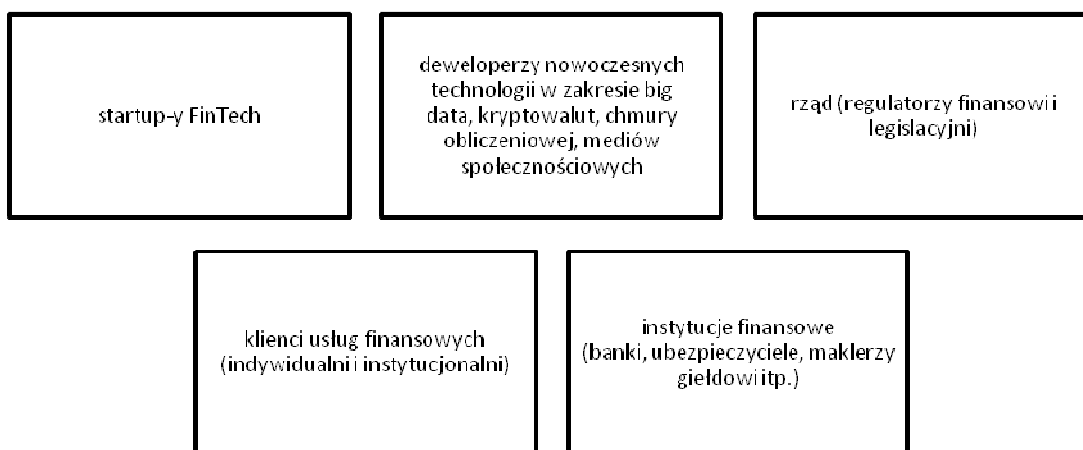 startup-y FinTech
deweloperzy nowoczesnych
technologii w zakresie big
data, kryptowalut, chmury
obliczeniowej, mediów
społecznościowych
rząd (regulatorzy finansowi i
legislacyjni)
klienci usług finansowych
(indywidualni i instytucjonalni)
instytucje finansowe
(banki, ubezpieczyciele, maklerzy
giełdowi itp.)